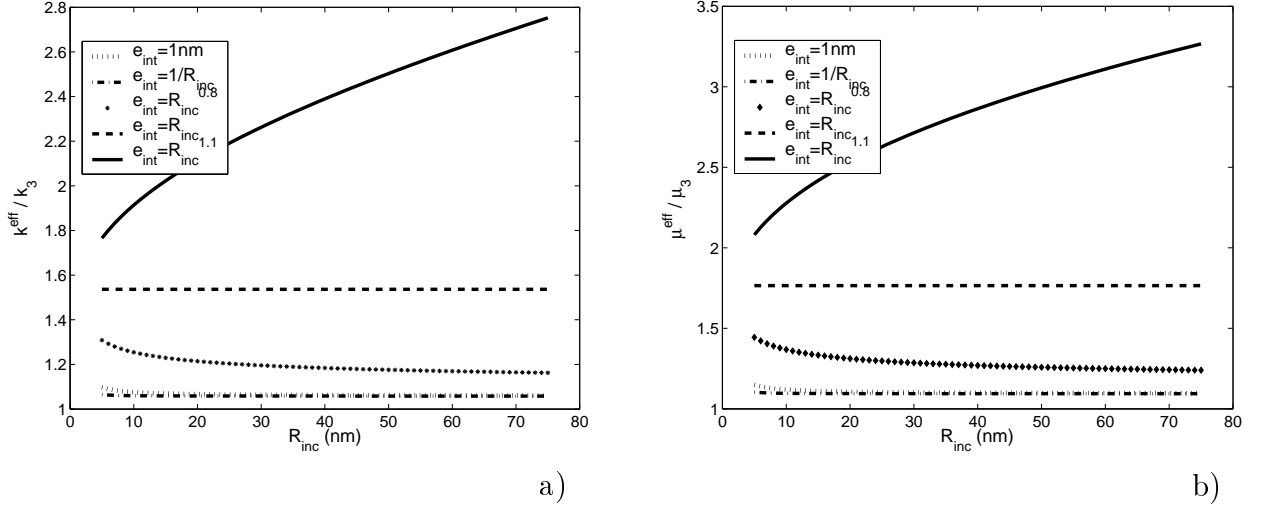 2.8
2.6
2.4
2.2
2
1.8
1.6
1.4
1.2
1
k^eff / k_3
e_int=1nm
e_int=1/R_inc
e_int=R_inc^0.8
e_int=R_inc
e_int=R_inc^1.1
0 10 20 30 40 50 60 70 80
R_inc (nm)
a)
3.5
3
2.5
2
1.5
1
μ^eff / μ_3
e_int=1nm
e_int=1/R_inc
e_int=R_inc^0.8
e_int=R_inc
e_int=R_inc^1.1
0 10 20 30 40 50 60 70 80
R_inc (nm)
b)